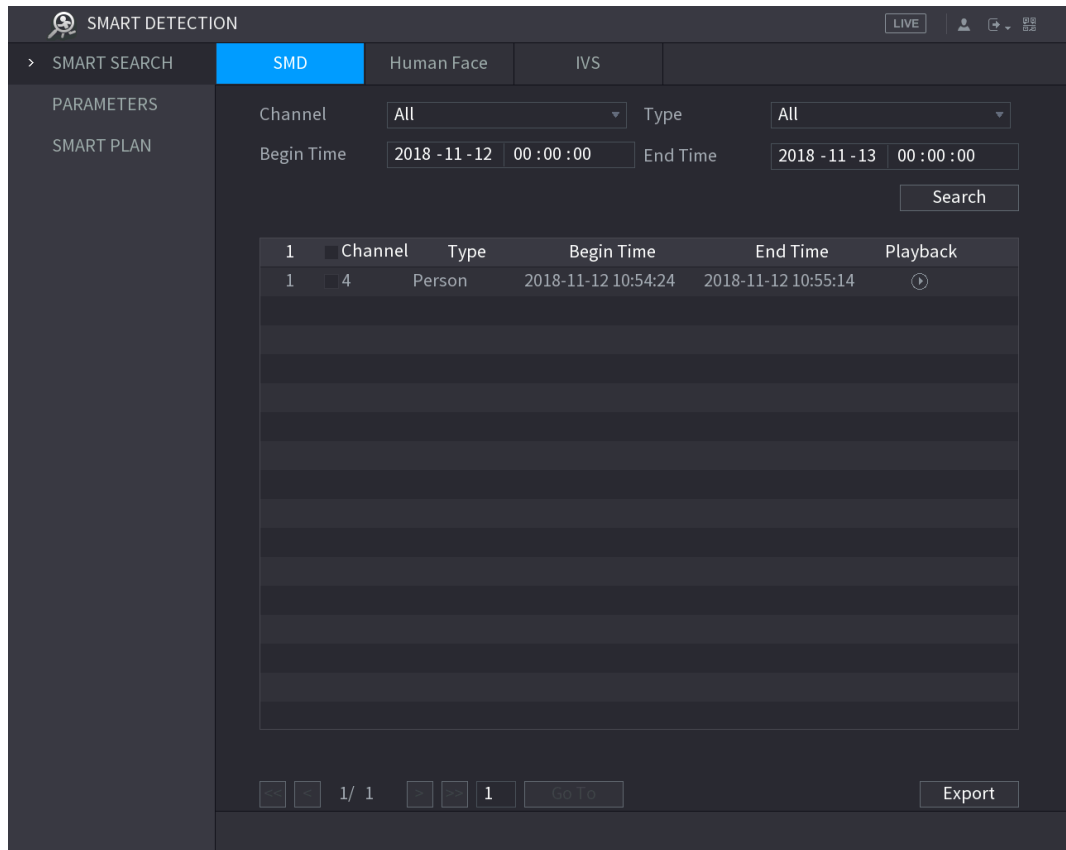 SMART DETECTION LIVE
> SMART SEARCH SMD Human Face IVS
PARAMETERS
SMART PLAN
Channel All Type All
Begin Time 2018 -11 -12 00 :00 :00 End Time 2018 -11 -13 00 :00 :00
Search
1 Channel Type Begin Time End Time Playback
1 4 Person 2018-11-12 10:54:24 2018-11-12 10:55:14
<< < 1/ 1 > >> 1 Go To Export